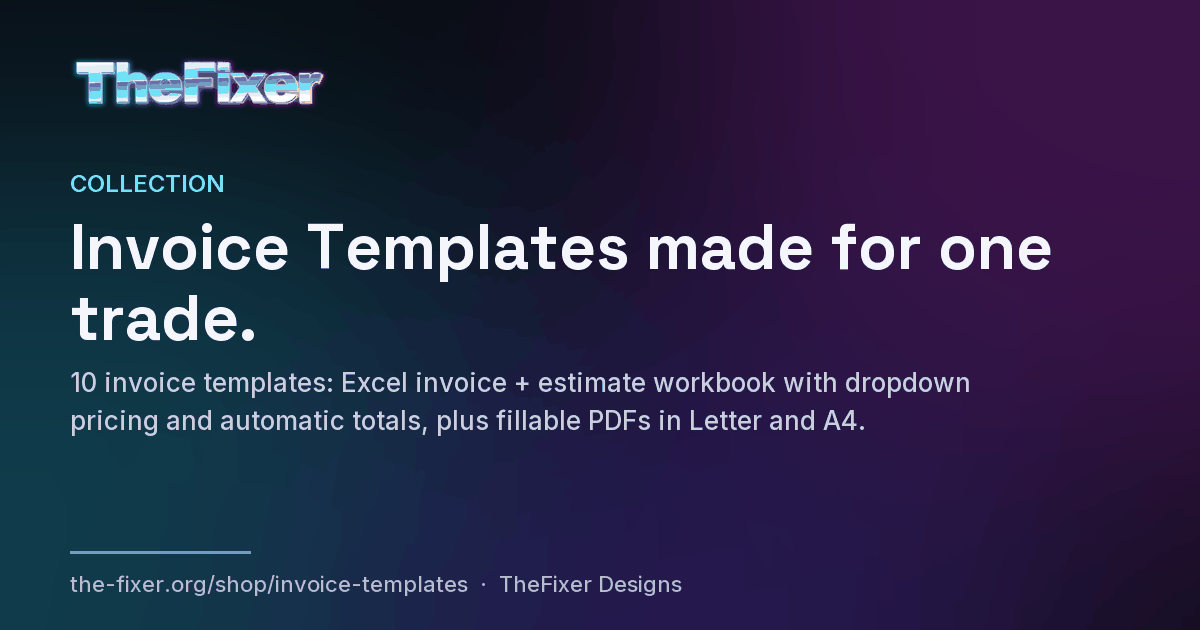 TheFixer
COLLECTION
Invoice Templates made for one
trade.
10 invoice templates: Excel invoice + estimate workbook with dropdown
pricing and automatic totals, plus fillable PDFs in Letter and A4.
the-fixer.org/shop/invoice-templates · TheFixer Designs